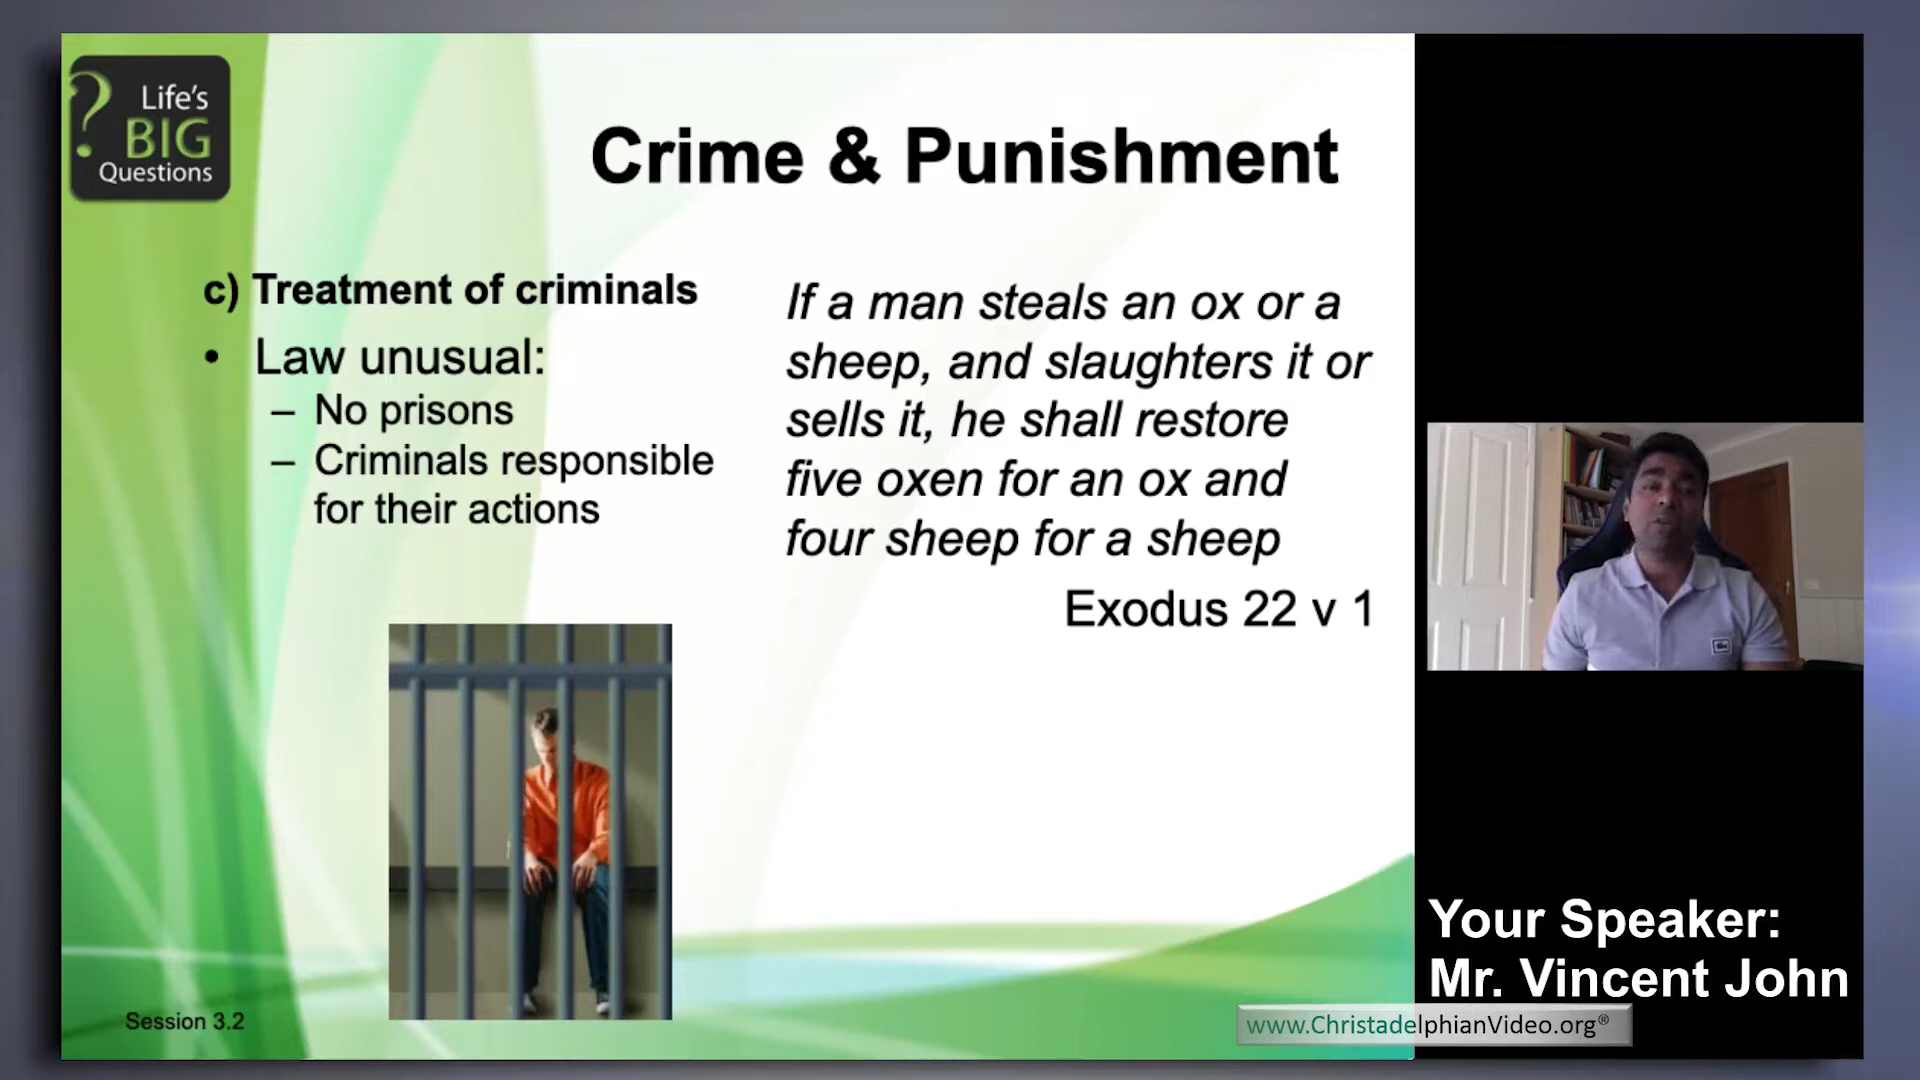 ?
Life's
BIG
Questions
Crime & Punishment
c) Treatment of criminals
• Law unusual:
– No prisons
– Criminals responsible
for their actions
If a man steals an ox or a
sheep, and slaughters it or
sells it, he shall restore
five oxen for an ox and
four sheep for a sheep
Exodus 22 v 1
Session 3.2
Your Speaker:
Mr. Vincent John
www.ChristadelphianVideo.org®